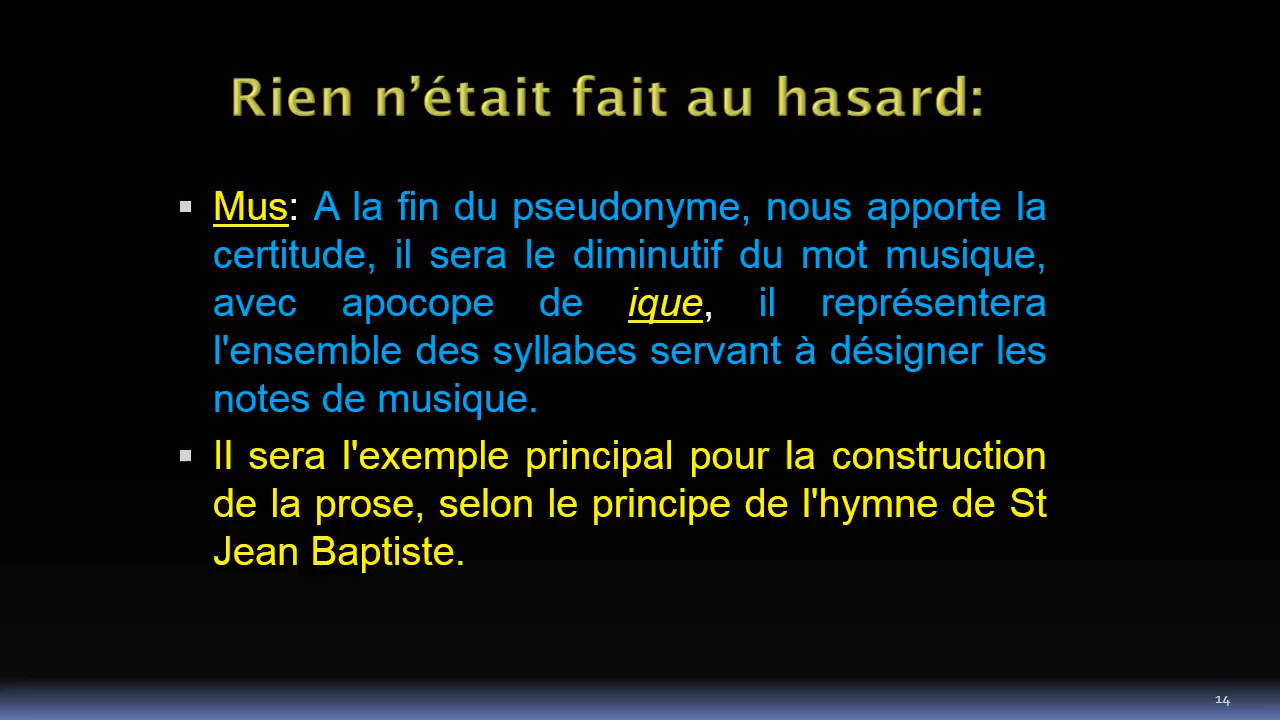 Rien n’était fait au hasard:
Mus: A la fin du pseudonyme, nous apporte la
certitude, il sera le diminutif du mot musique,
avec apocope de ique, il représentera
l'ensemble des syllabes servant à désigner les
notes de musique.
Il sera l'exemple principal pour la construction
de la prose, selon le principe de l'hymne de St
Jean Baptiste.
14